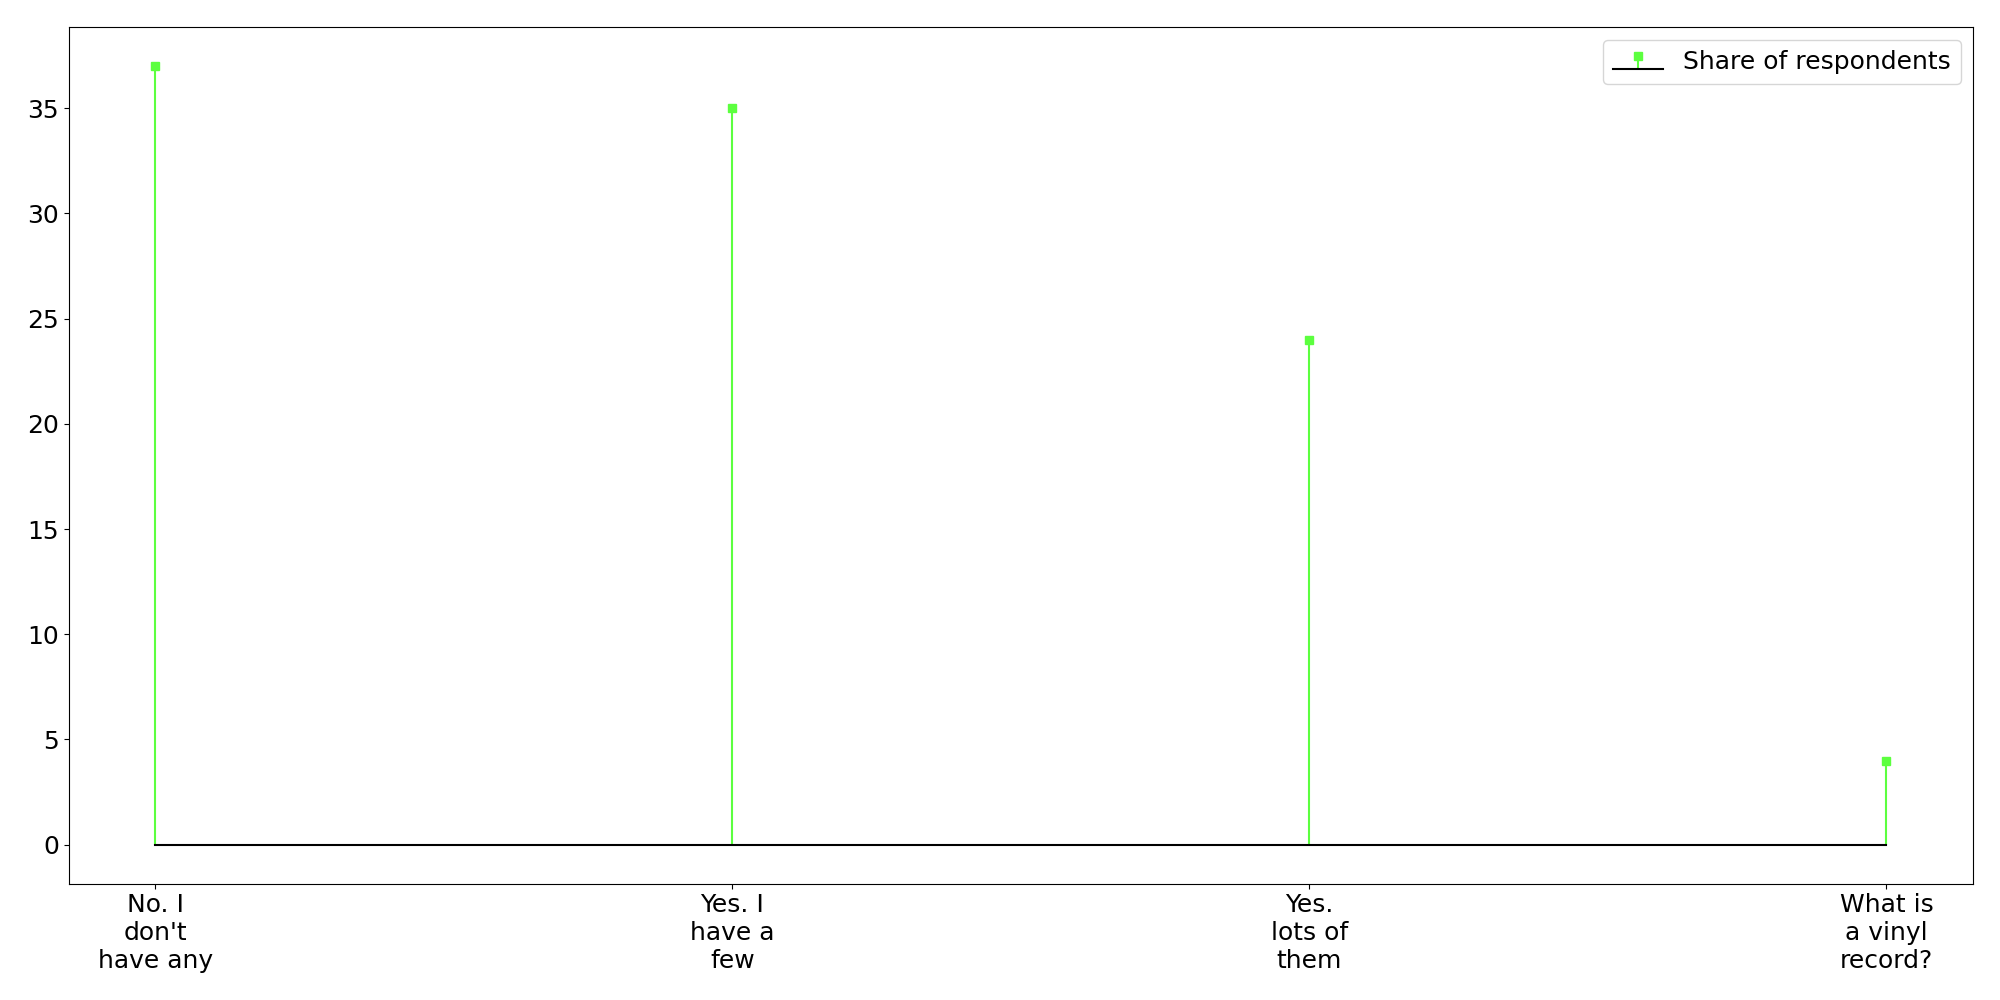 Share of respondents
35
30
25
20
15
10
5
0
No. I
don't
have any
Yes. I
have a
few
Yes.
lots of
them
What is
a vinyl
record?